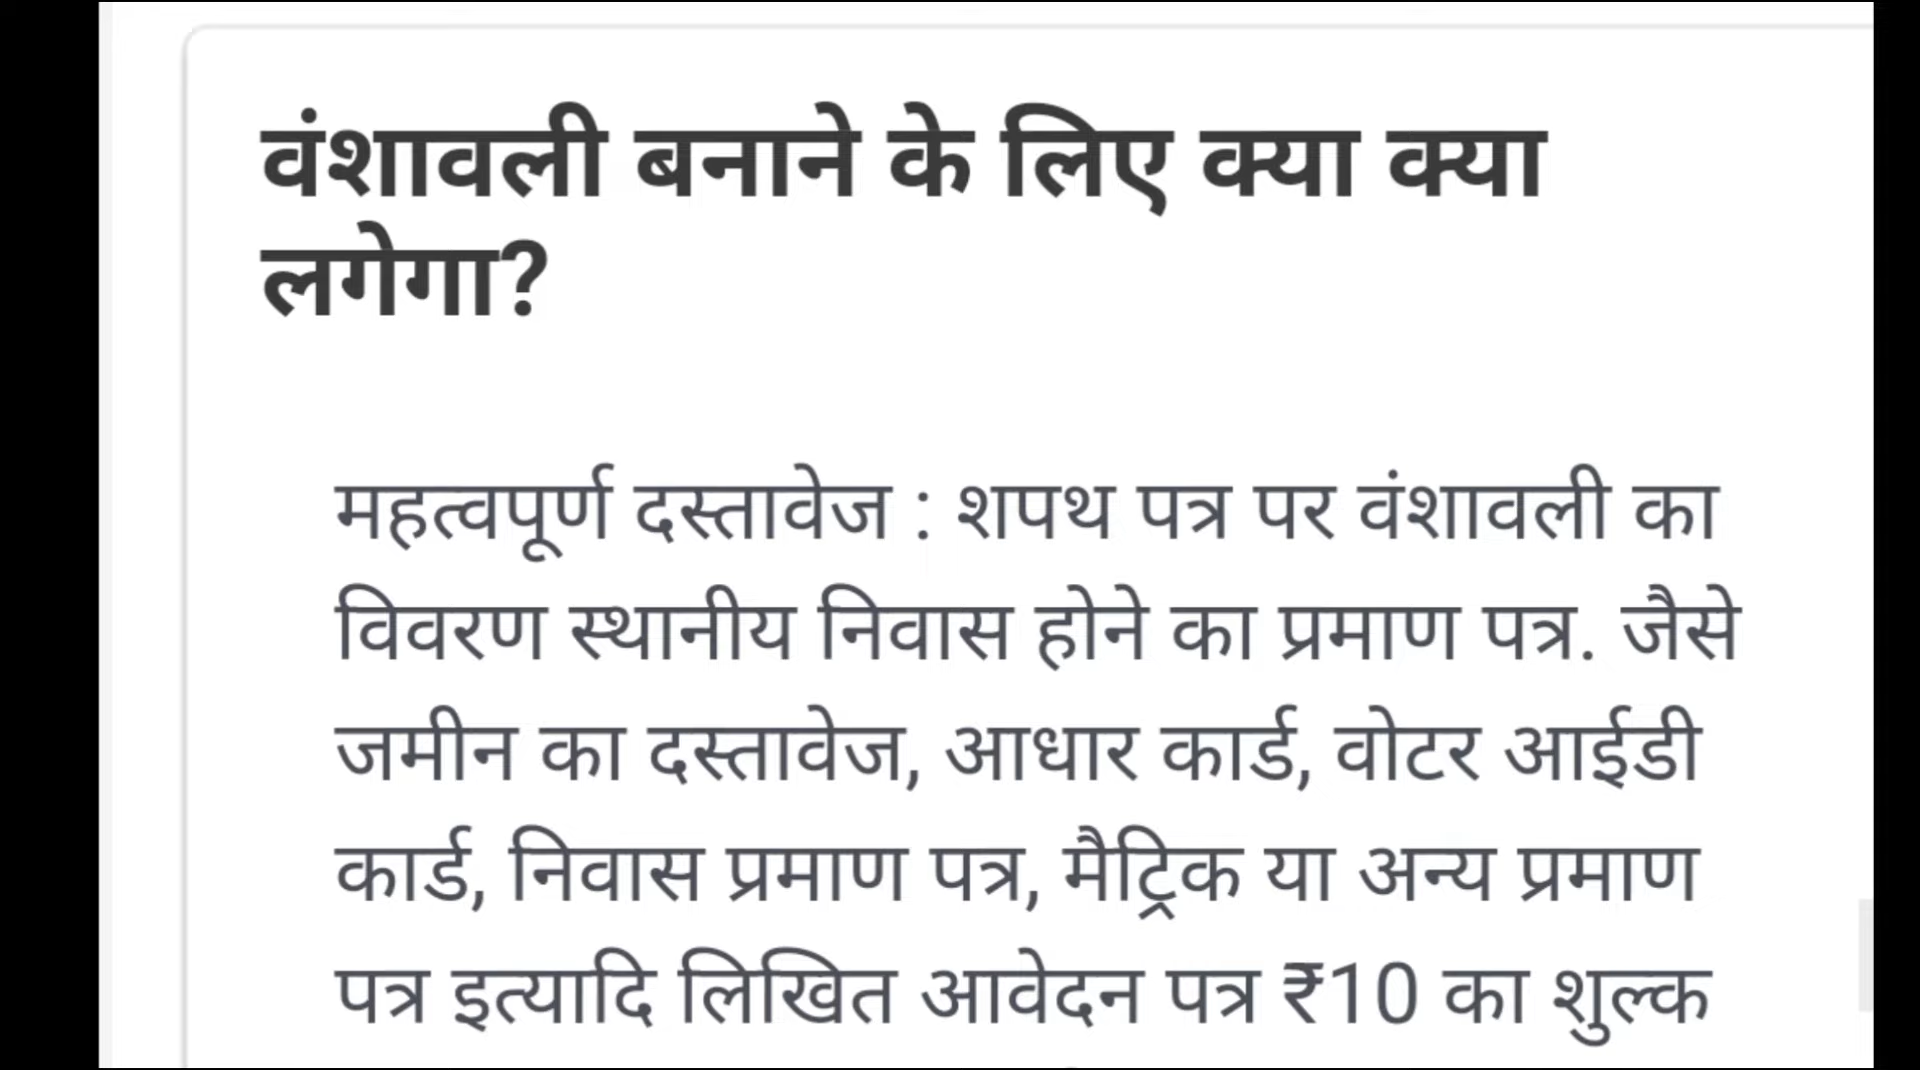 वंशावली बनाने के लिए क्या क्या
लगेगा?
महत्वपूर्ण दस्तावेज : शपथ पत्र पर वंशावली का
विवरण स्थानीय निवास होने का प्रमाण पत्र. जैसे
जमीन का दस्तावेज, आधार कार्ड, वोटर आईडी
कार्ड, निवास प्रमाण पत्र, मैट्रिक या अन्य प्रमाण
पत्र इत्यादि लिखित आवेदन पत्र ₹10 का शुल्क